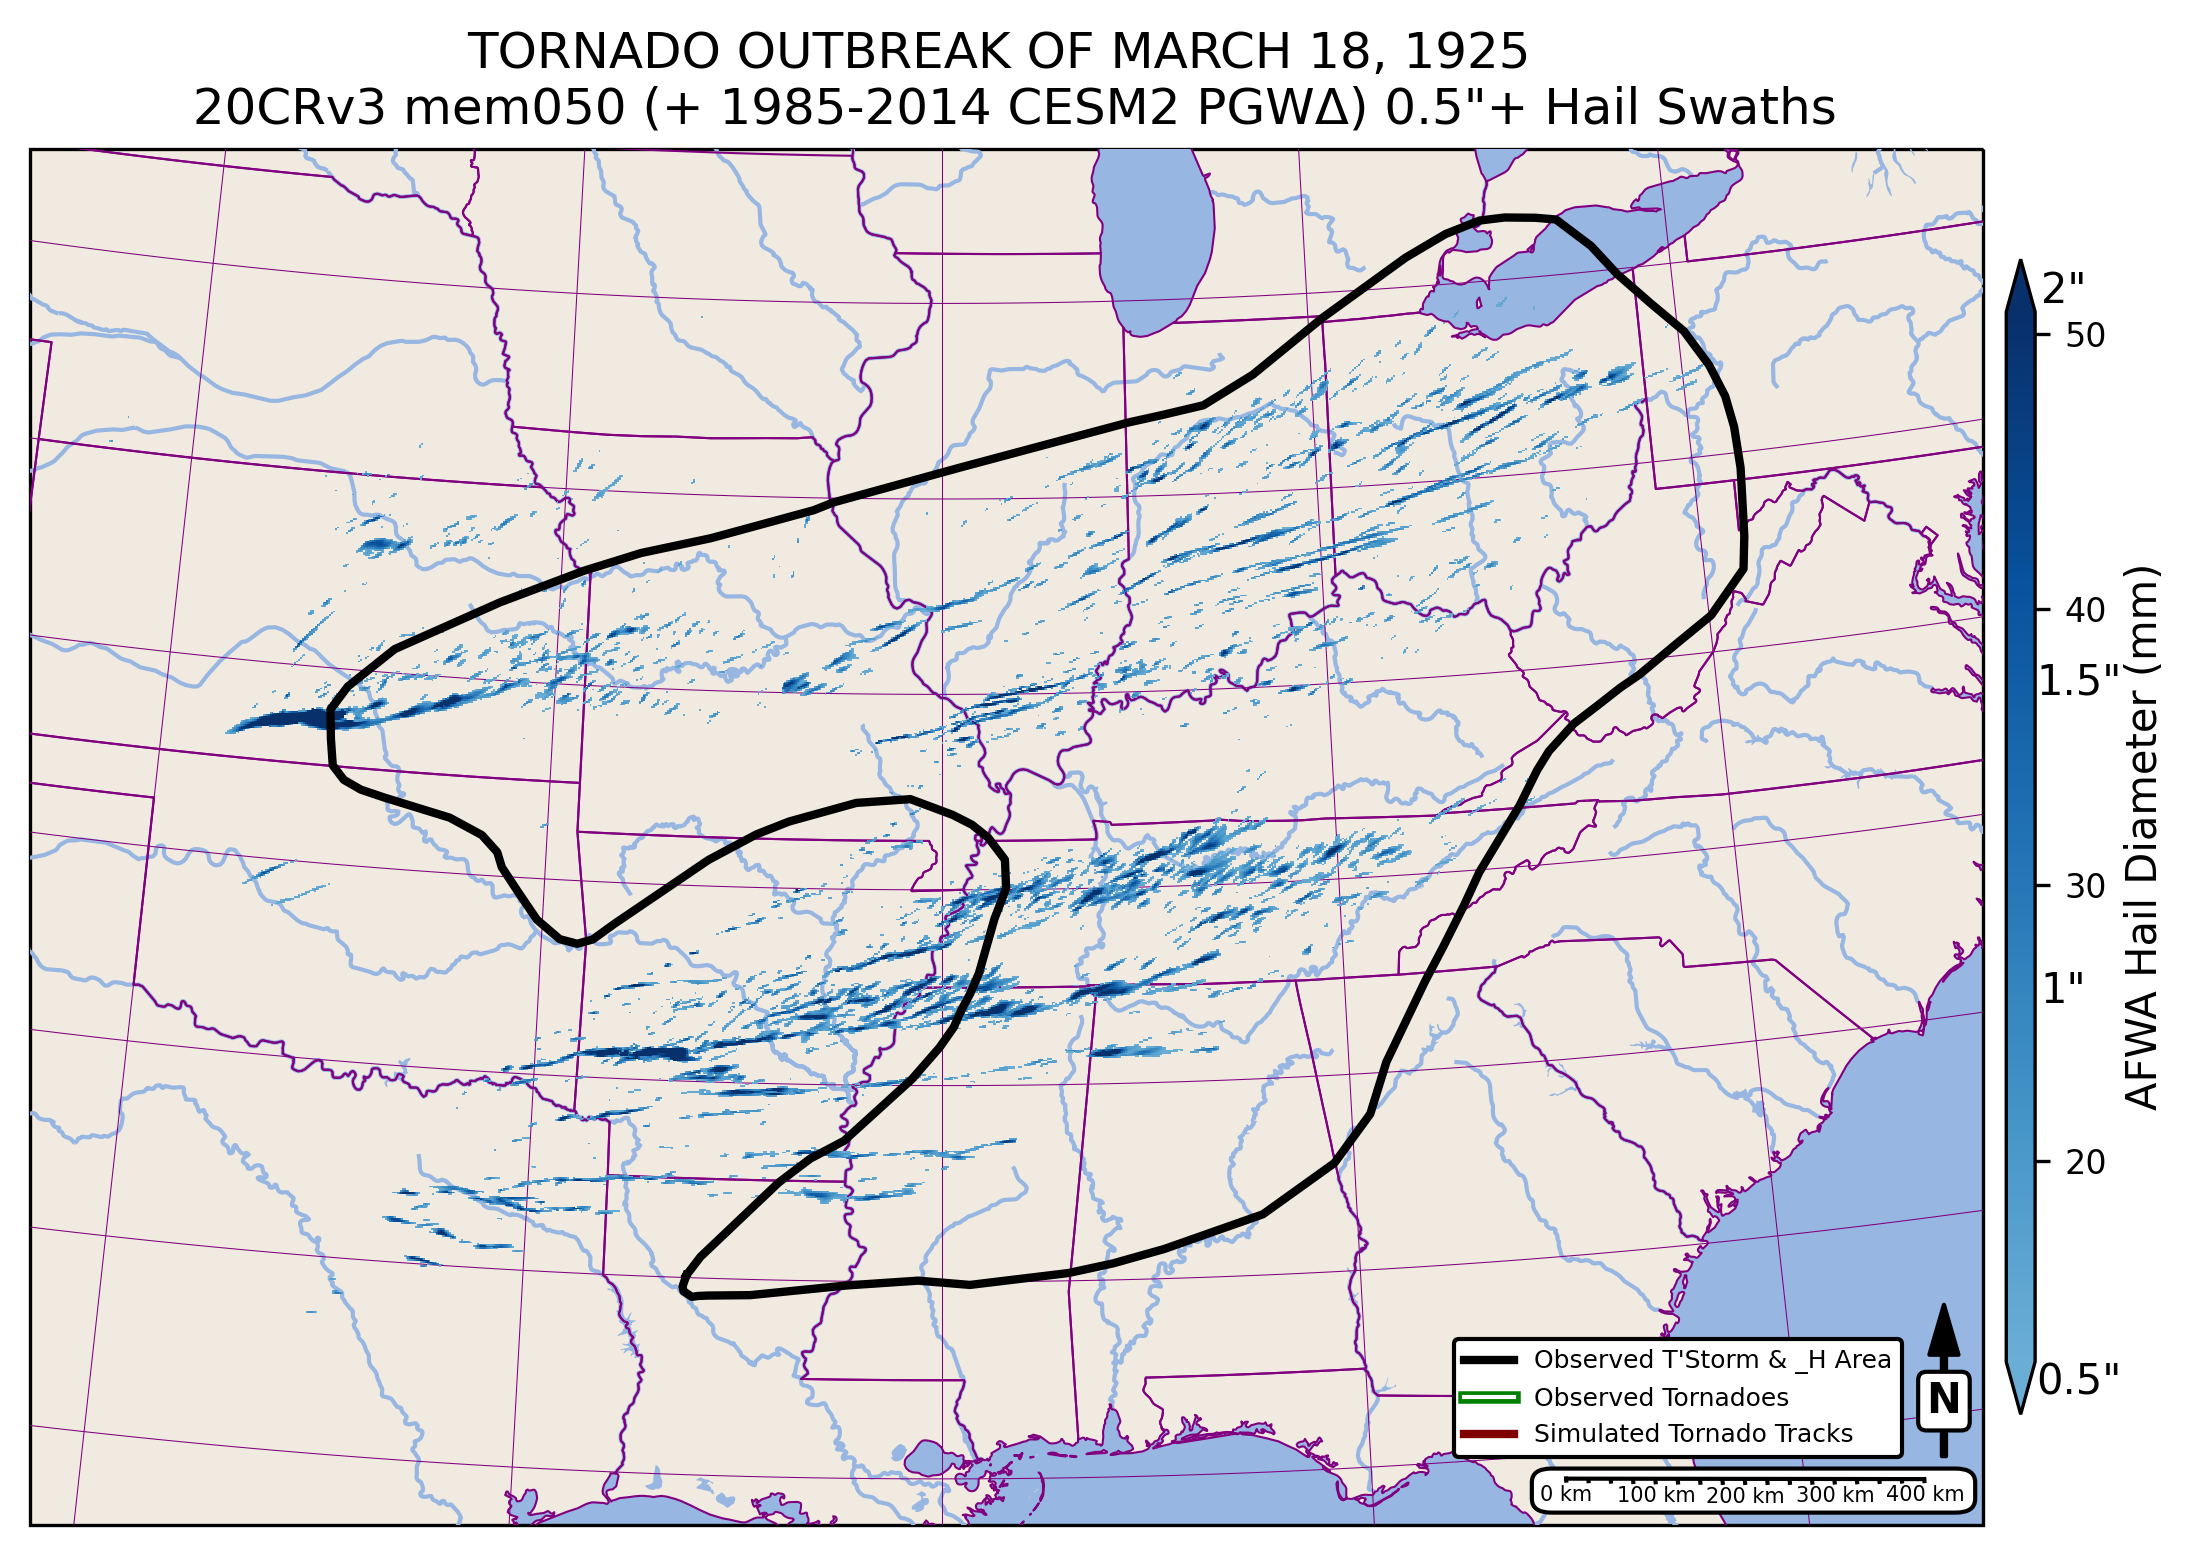 TORNADO OUTBREAK OF MARCH 18, 1925
20CRv3 mem050 (+ 1985-2014 CESM2 PGWΔ) 0.5"+ Hail Swaths
2"
50
40
1.5"
30
1"
20
0.5"
AFWA Hail Diameter (mm)
Observed T'Storm & _H Area
Observed Tornadoes
Simulated Tornado Tracks
N
0 km 100 km 200 km 300 km 400 km